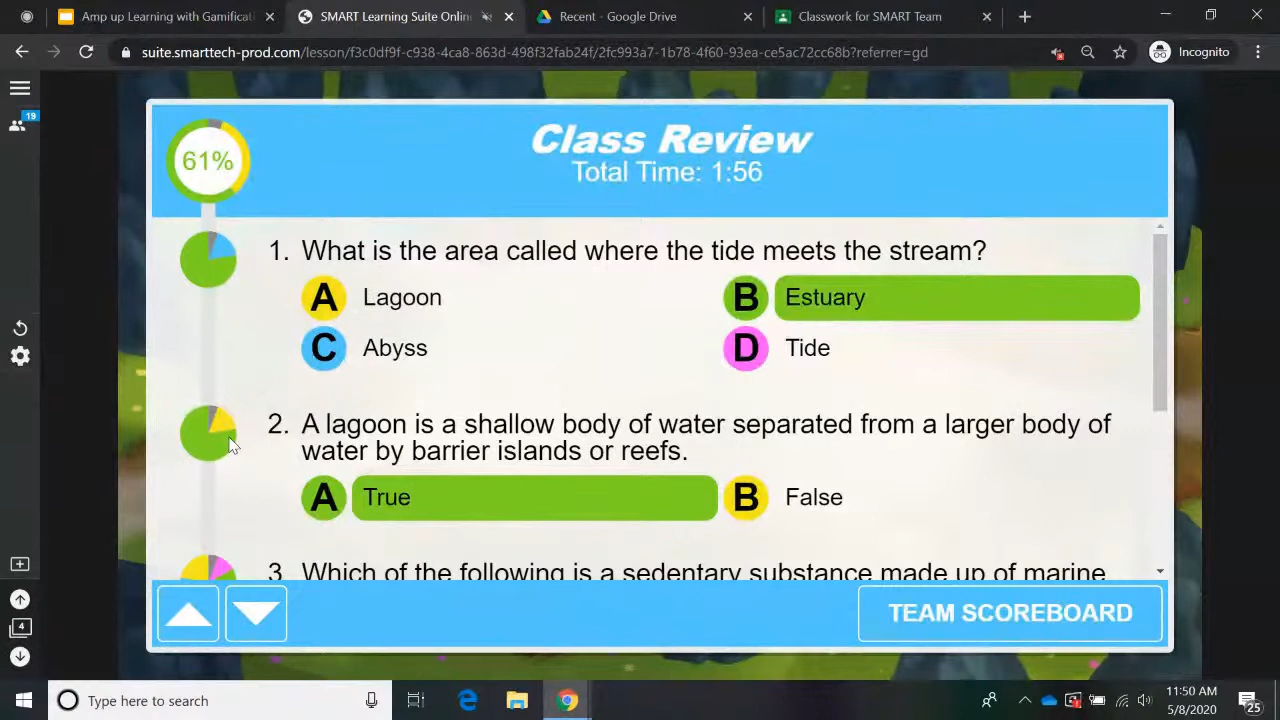 Amp up Learning with Gamificati
SMART Learning Suite Online
Recent - Google Drive
Classwork for SMART Team
suite.smarttech-prod.com/lesson/f3c0df9f-c938-4ca8-863d-498f32fab24f/2fc993a7-1b78-4f60-93ea-ce5ac72cc68b?referrer=gd
Incognito
19
61%
Class Review
Total Time: 1:56
1. What is the area called where the tide meets the stream?
A Lagoon
B Estuary
C Abyss
D Tide
2. A lagoon is a shallow body of water separated from a larger body of
water by barrier islands or reefs.
A True
B False
3. Which of the following is a sedentary substance made up of marine
4
TEAM SCOREBOARD
Type here to search
11:50 AM
5/8/2020
25